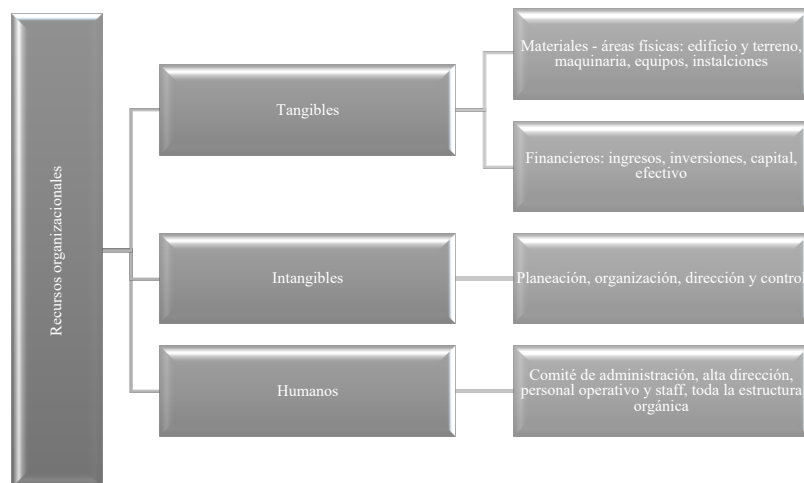 Recursos organizacionales
Tangibles
Materiales - áreas físicas: edificio y terreno,
maquinaria, equipos, instalciones
Financieros: ingresos, inversiones, capital,
efectivo
Intangibles
Planeación, organización, dirección y control
Humanos
Comité de administración, alta dirección,
personal operativo y staff, toda la estructura
orgánica